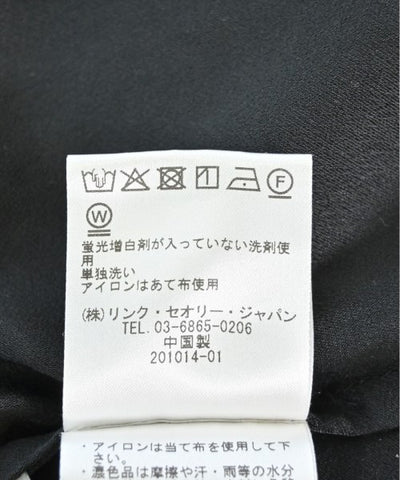 F
W
蛍光増白剤が入っていない洗剤使
用
単独洗い
アイロンはあて布使用
(株)リンク・セオリー・ジャパン
TEL. 03-6865-0206
中国製
201014-01
・アイロンは当て布を使用して下
さい。
・濃色品は摩擦や汗・雨等の水分